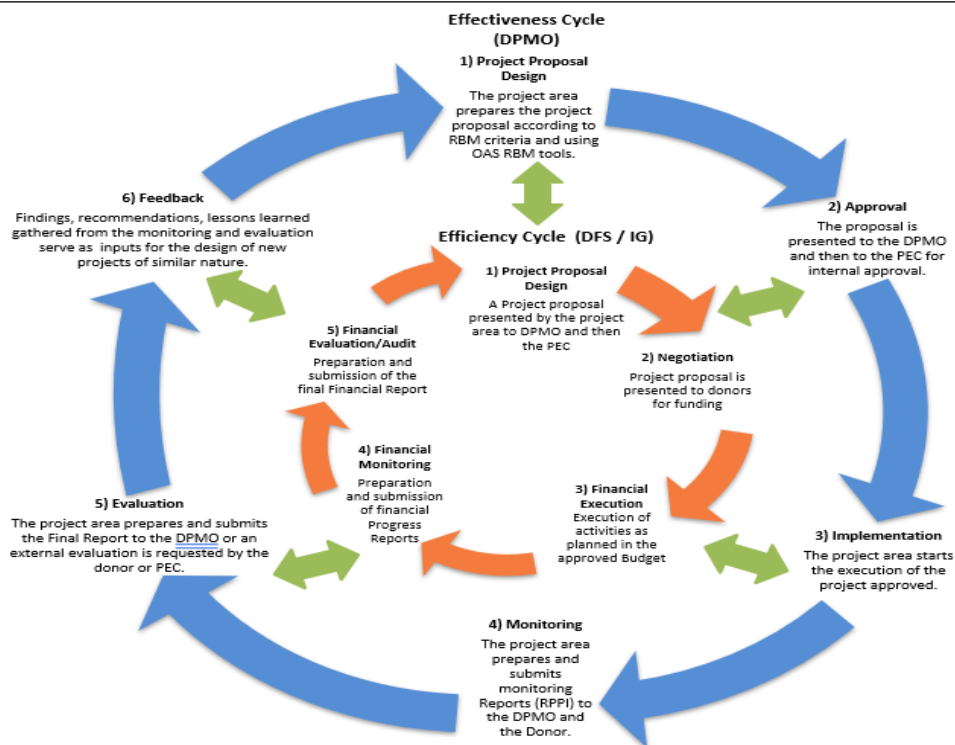 Effectiveness Cycle
(DPMO)
1) Project Proposal
Design
The project area
prepares the project
proposal according to
RBM criteria and using
OAS RBM tools.
2) Approval
The proposal is
presented to the DPMO
and then to the PEC for
internal approval.
3) Implementation
The project area starts
the execution of the
project approved.
4) Monitoring
The project area
prepares and
submits
monitoring
Reports (RPPI) to
the DPMO and
the Donor.
5) Evaluation
The project area prepares and submits
the Final Report to the DPMO or an
external evaluation is requested by the
donor or PEC.
6) Feedback
Findings, recommendations, lessons learned
gathered from the monitoring and evaluation
serve as inputs for the design of new
projects of similar nature.
Efficiency Cycle (DFS / IG)
1) Project Proposal
Design
A Project proposal
presented by the project
area to DPMO and then
the PEC
2) Negotiation
Project proposal is
presented to donors
for funding
3) Financial
Execution
Execution of
activities as
planned in the
approved Budget
4) Financial
Monitoring
Preparation
and submission
of financial
Progress
Reports
5) Financial
Evaluation/Audit
Preparation and
submission of the
final Financial Report